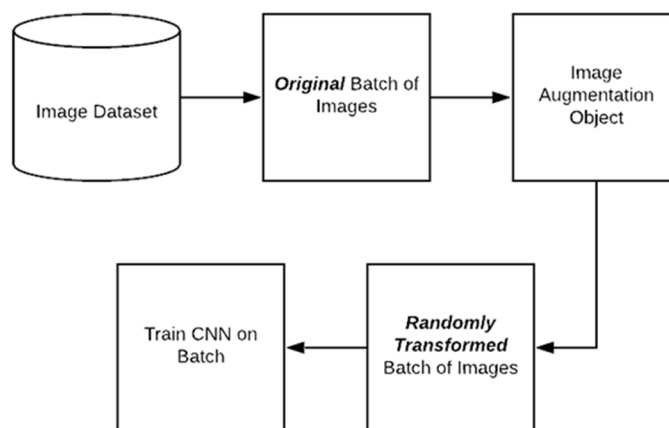 Image Dataset
Original Batch of
Images
Image
Augmentation
Object
Train CNN on
Batch
Randomly
Transformed
Batch of Images